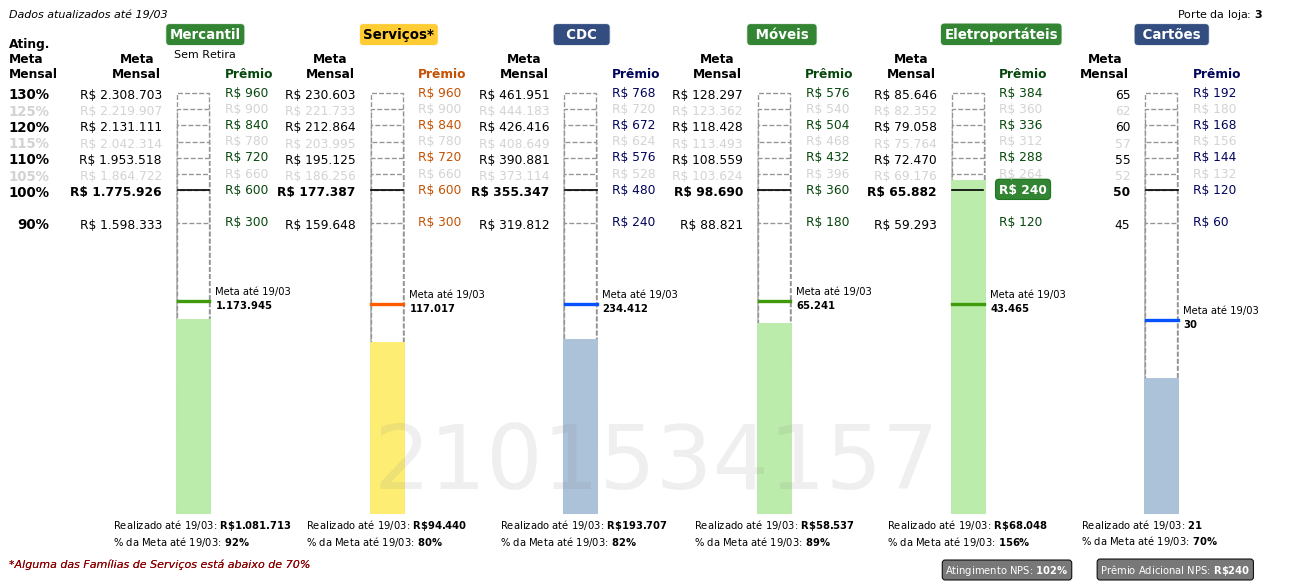 Dados atualizados até 19/03
Porte da loja: 3
Mercantil Serviços* CDC Móveis Eletroportáteis Cartões
Sem Retira
Ating. Meta Mensal
Meta Mensal Prêmio Meta Mensal Prêmio Meta Mensal Prêmio Meta Mensal Prêmio Meta Mensal Prêmio Meta Mensal Prêmio
130% R$ 2.308.703 R$ 960 R$ 230.603 R$ 960 R$ 461.951 R$ 768 R$ 128.297 R$ 576 R$ 85.646 R$ 384 65 R$ 192
125% R$ 2.219.907 R$ 900 R$ 221.733 R$ 900 R$ 444.183 R$ 720 R$ 123.362 R$ 540 R$ 82.352 R$ 360 62 R$ 180
120% R$ 2.131.111 R$ 840 R$ 212.864 R$ 840 R$ 426.416 R$ 672 R$ 118.428 R$ 504 R$ 79.058 R$ 336 60 R$ 168
115% R$ 2.042.314 R$ 780 R$ 203.995 R$ 780 R$ 408.649 R$ 624 R$ 113.493 R$ 468 R$ 75.764 R$ 312 57 R$ 156
110% R$ 1.953.518 R$ 720 R$ 195.125 R$ 720 R$ 390.881 R$ 576 R$ 108.559 R$ 432 R$ 72.470 R$ 288 55 R$ 144
105% R$ 1.864.722 R$ 660 R$ 186.256 R$ 660 R$ 373.114 R$ 528 R$ 103.624 R$ 396 R$ 69.176 R$ 264 52 R$ 132
100% R$ 1.775.926 R$ 600 R$ 177.387 R$ 600 R$ 355.347 R$ 480 R$ 98.690 R$ 360 R$ 65.882 R$ 240 50 R$ 120
90% R$ 1.598.333 R$ 300 R$ 159.648 R$ 300 R$ 319.812 R$ 240 R$ 88.821 R$ 180 R$ 59.293 R$ 120 45 R$ 60
Meta até 19/03 Meta até 19/03 Meta até 19/03 Meta até 19/03 Meta até 19/03 Meta até 19/03
1.173.945 117.017 234.412 65.241 43.465 30
2101534157
Realizado até 19/03: R$1.081.713 Realizado até 19/03: R$94.440 Realizado até 19/03: R$193.707 Realizado até 19/03: R$58.537 Realizado até 19/03: R$68.048 Realizado até 19/03: 21
% da Meta até 19/03: 92% % da Meta até 19/03: 80% % da Meta até 19/03: 82% % da Meta até 19/03: 89% % da Meta até 19/03: 156% % da Meta até 19/03: 70%
*Alguma das Famílias de Serviços está abaixo de 70%
Atingimento NPS: 102% Prêmio Adicional NPS: R$240